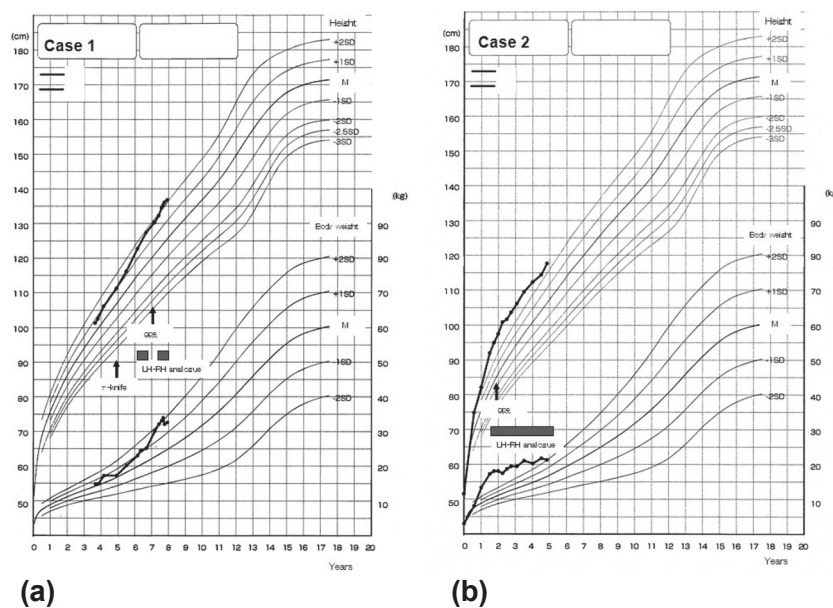 Case 1
(cm)
180
170
160
150
140
130
120
110
100
90
80
70
60
50
Height
+2SD
+1SD
M
-1SD
-2SD
-2.5SD
-3SD
(kg)
90
80
70
60
50
40
30
20
10
Body weight
+2SD
+1SD
M
-1SD
-2SD
ope
LH-RH analogue
γ-knife
0 1 2 3 4 5 6 7 8 9 10 11 12 13 14 15 16 17 18 19 20
Years
(a)
Case 2
(cm)
180
170
160
150
140
130
120
110
100
90
80
70
60
50
Height
+2SD
+1SD
M
-1SD
-2SD
-2.5SD
-3SD
90
80
70
60
50
40
30
20
10
Body weight
+2SD
+1SD
M
-1SD
-2SD
ope
LH-RH analogue
0 1 2 3 4 5 6 7 8 9 10 11 12 13 14 15 16 17 18 19 20
Years
(b)